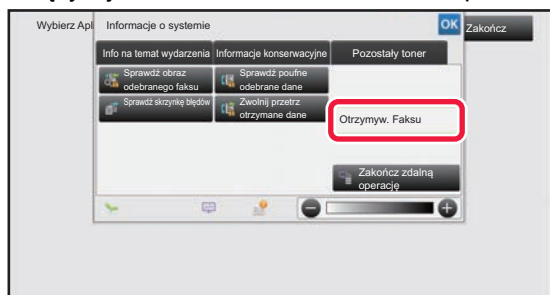 Wybierz Apl
Informacje o systemie
OK
Zakończ
Info na temat wydarzenia
Informacje konserwacyjne
Pozostały toner
Sprawdź obraz
odebranego faksu
Sprawdź poufne
odebrane dane
Sprawdź skrzynkę błędów
Zwolnij przetrz
otrzymane dane
Otrzymyw. Faksu
Zakończ zdalną
operację